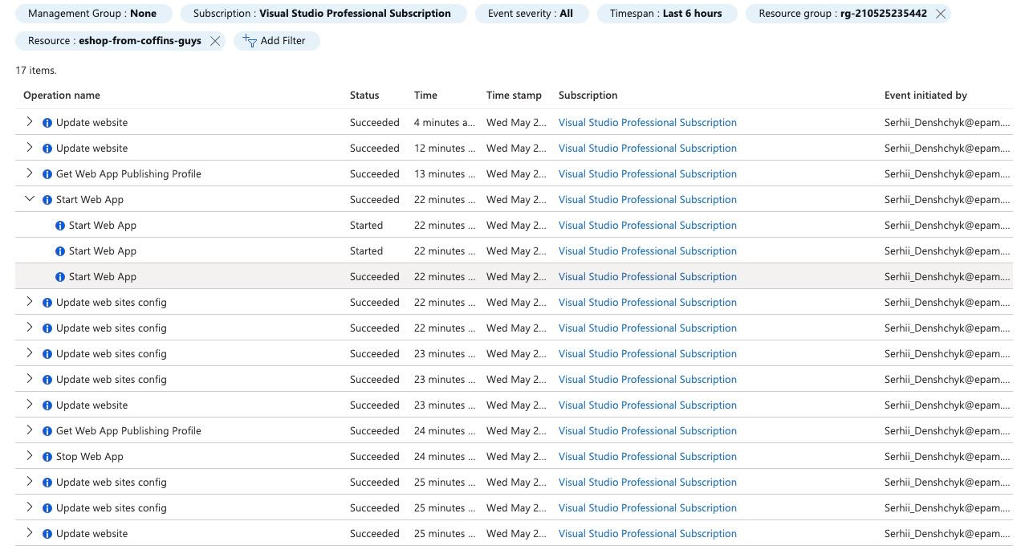 Management Group : None Subscription : Visual Studio Professional Subscription Event severity : All Timespan : Last 6 hours Resource group : rg-210525235442
Resource : eshop-from-coffins-guys Add Filter
17 items.
Operation name Status Time Time stamp Subscription Event initiated by
Update website Succeeded 4 minutes a... Wed May 2... Visual Studio Professional Subscription Serhii_Denshchyk@epam....
Update website Succeeded 12 minutes ... Wed May 2... Visual Studio Professional Subscription Serhii_Denshchyk@epam....
Get Web App Publishing Profile Succeeded 13 minutes ... Wed May 2... Visual Studio Professional Subscription Serhii_Denshchyk@epam....
Start Web App Succeeded 22 minutes ... Wed May 2... Visual Studio Professional Subscription Serhii_Denshchyk@epam....
Start Web App Started 22 minutes ... Wed May 2... Visual Studio Professional Subscription Serhii_Denshchyk@epam....
Start Web App Started 22 minutes ... Wed May 2... Visual Studio Professional Subscription Serhii_Denshchyk@epam....
Start Web App Succeeded 22 minutes ... Wed May 2... Visual Studio Professional Subscription Serhii_Denshchyk@epam....
Update web sites config Succeeded 22 minutes ... Wed May 2... Visual Studio Professional Subscription Serhii_Denshchyk@epam....
Update web sites config Succeeded 22 minutes ... Wed May 2... Visual Studio Professional Subscription Serhii_Denshchyk@epam....
Update web sites config Succeeded 23 minutes ... Wed May 2... Visual Studio Professional Subscription Serhii_Denshchyk@epam....
Update web sites config Succeeded 23 minutes ... Wed May 2... Visual Studio Professional Subscription Serhii_Denshchyk@epam....
Update website Succeeded 23 minutes ... Wed May 2... Visual Studio Professional Subscription Serhii_Denshchyk@epam....
Get Web App Publishing Profile Succeeded 24 minutes ... Wed May 2... Visual Studio Professional Subscription Serhii_Denshchyk@epam....
Stop Web App Succeeded 24 minutes ... Wed May 2... Visual Studio Professional Subscription Serhii_Denshchyk@epam....
Update web sites config Succeeded 25 minutes ... Wed May 2... Visual Studio Professional Subscription Serhii_Denshchyk@epam....
Update web sites config Succeeded 25 minutes ... Wed May 2... Visual Studio Professional Subscription Serhii_Denshchyk@epam....
Update website Succeeded 25 minutes ... Wed May 2... Visual Studio Professional Subscription Serhii_Denshchyk@epam....